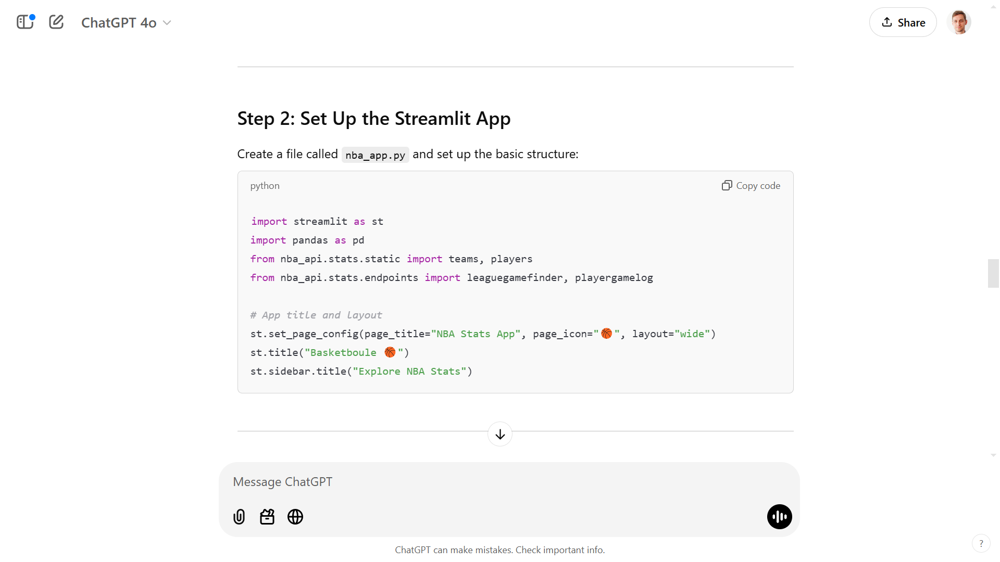 ChatGPT 4o
Share
Step 2: Set Up the Streamlit App
Create a file called nba_app.py and set up the basic structure:
python
Copy code
import streamlit as st
import pandas as pd
from nba_api.stats.static import teams, players
from nba_api.stats.endpoints import leaguegamefinder, playergamelog
# App title and layout
st.set_page_config(page_title="NBA Stats App", page_icon="🏀", layout="wide")
st.title("Basketboule 🏀")
st.sidebar.title("Explore NBA Stats")
Message ChatGPT
ChatGPT can make mistakes. Check important info.
?